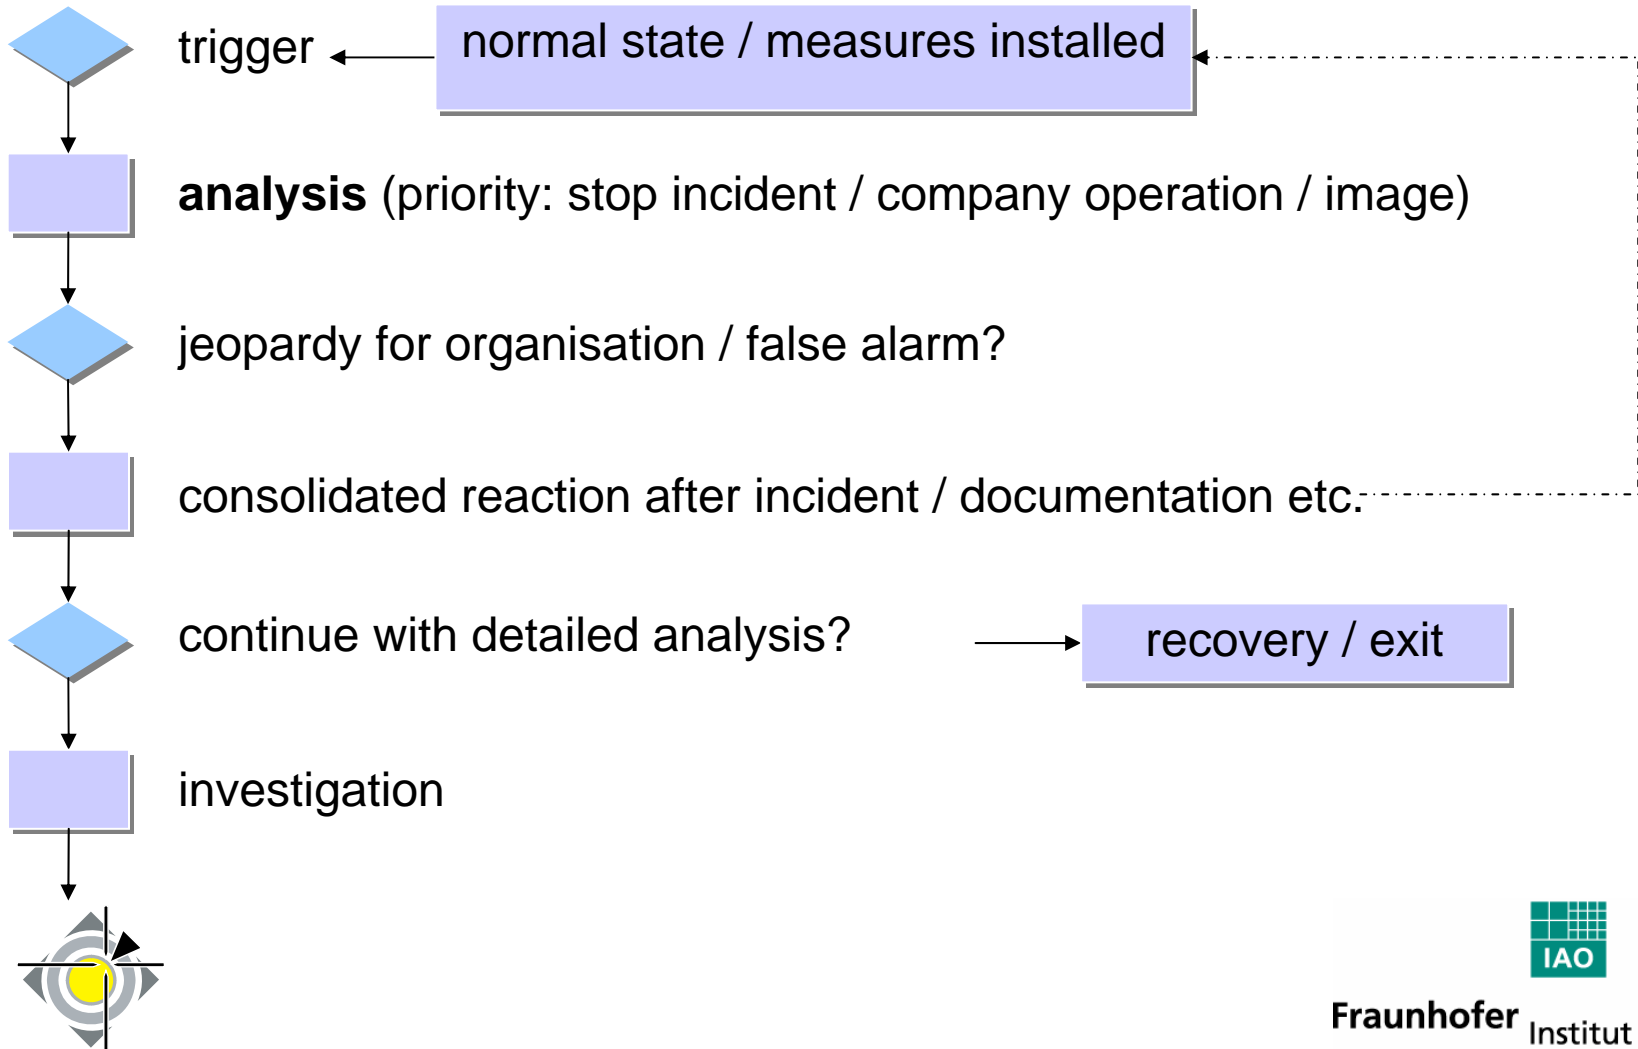 trigger
normal state / measures installed
analysis (priority: stop incident / company operation / image)
jeopardy for organisation / false alarm?
consolidated reaction after incident / documentation etc.
continue with detailed analysis?
recovery / exit
investigation
IAO
Fraunhofer Institut